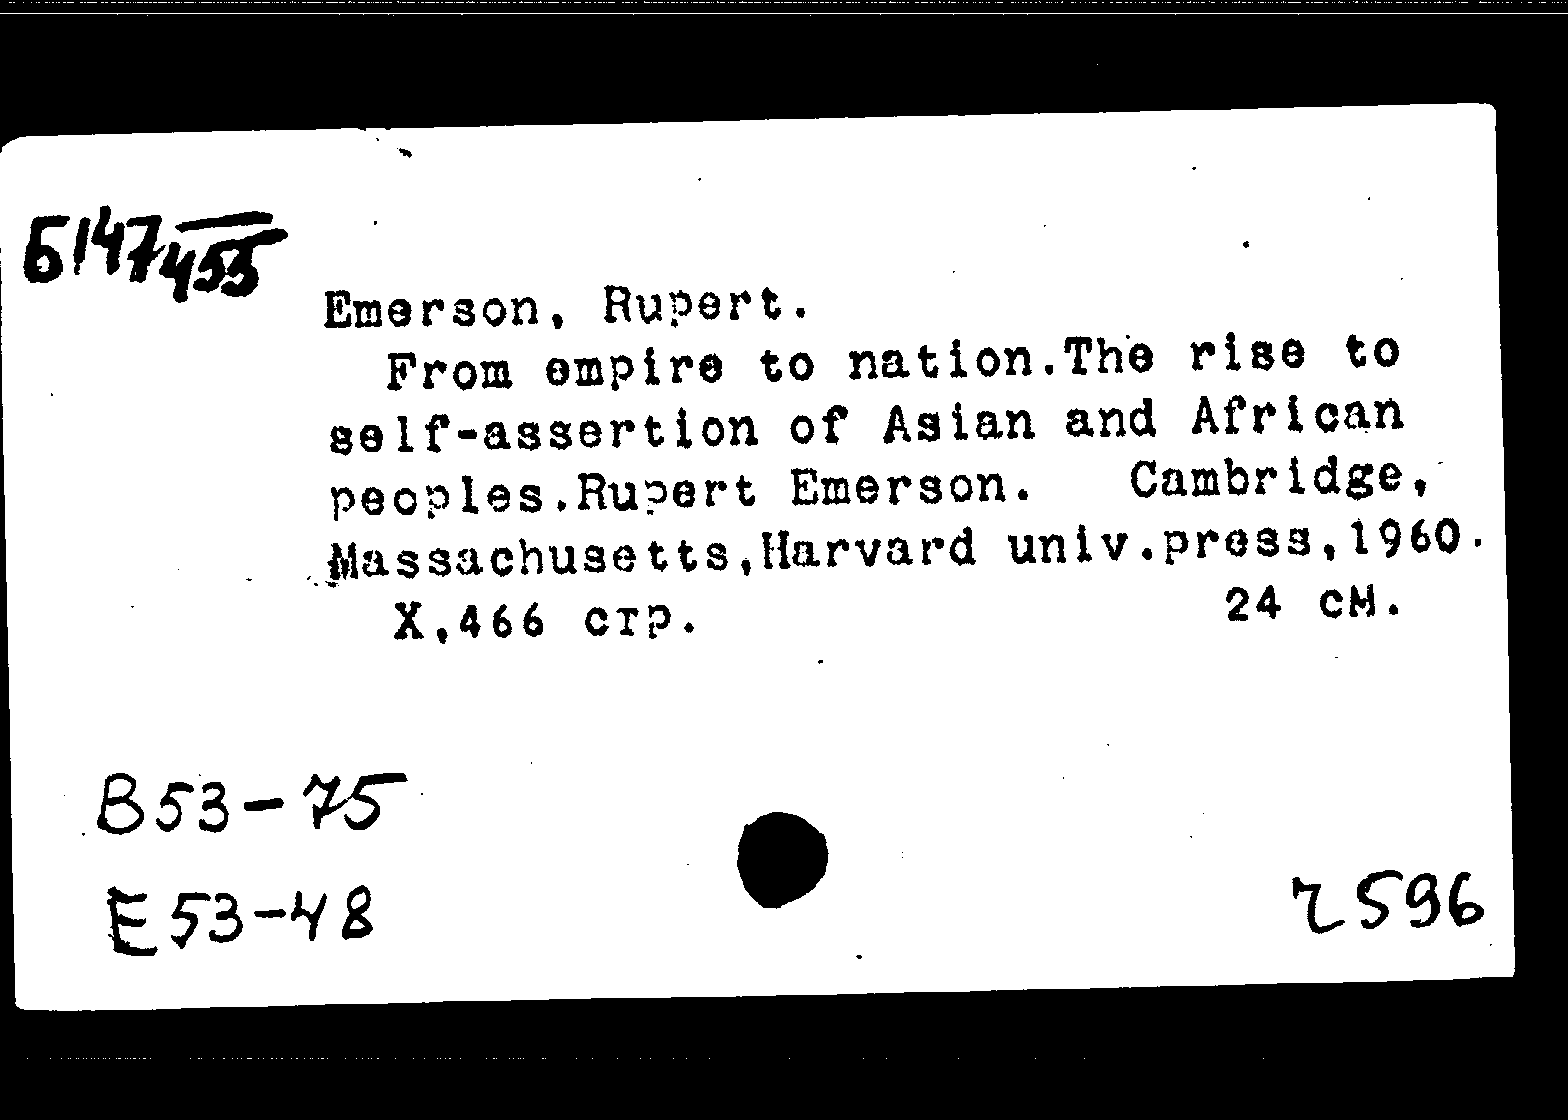 Б147
455
Emerson, Rupert.
From empire to nation.The rise to
self-assertion of Asian and African
peoples.Rupert Emerson. Cambridge,
Massachusetts,Harvard univ.press,1960.
X,466 стр. 24 см.
B53-75
E53-48
r596